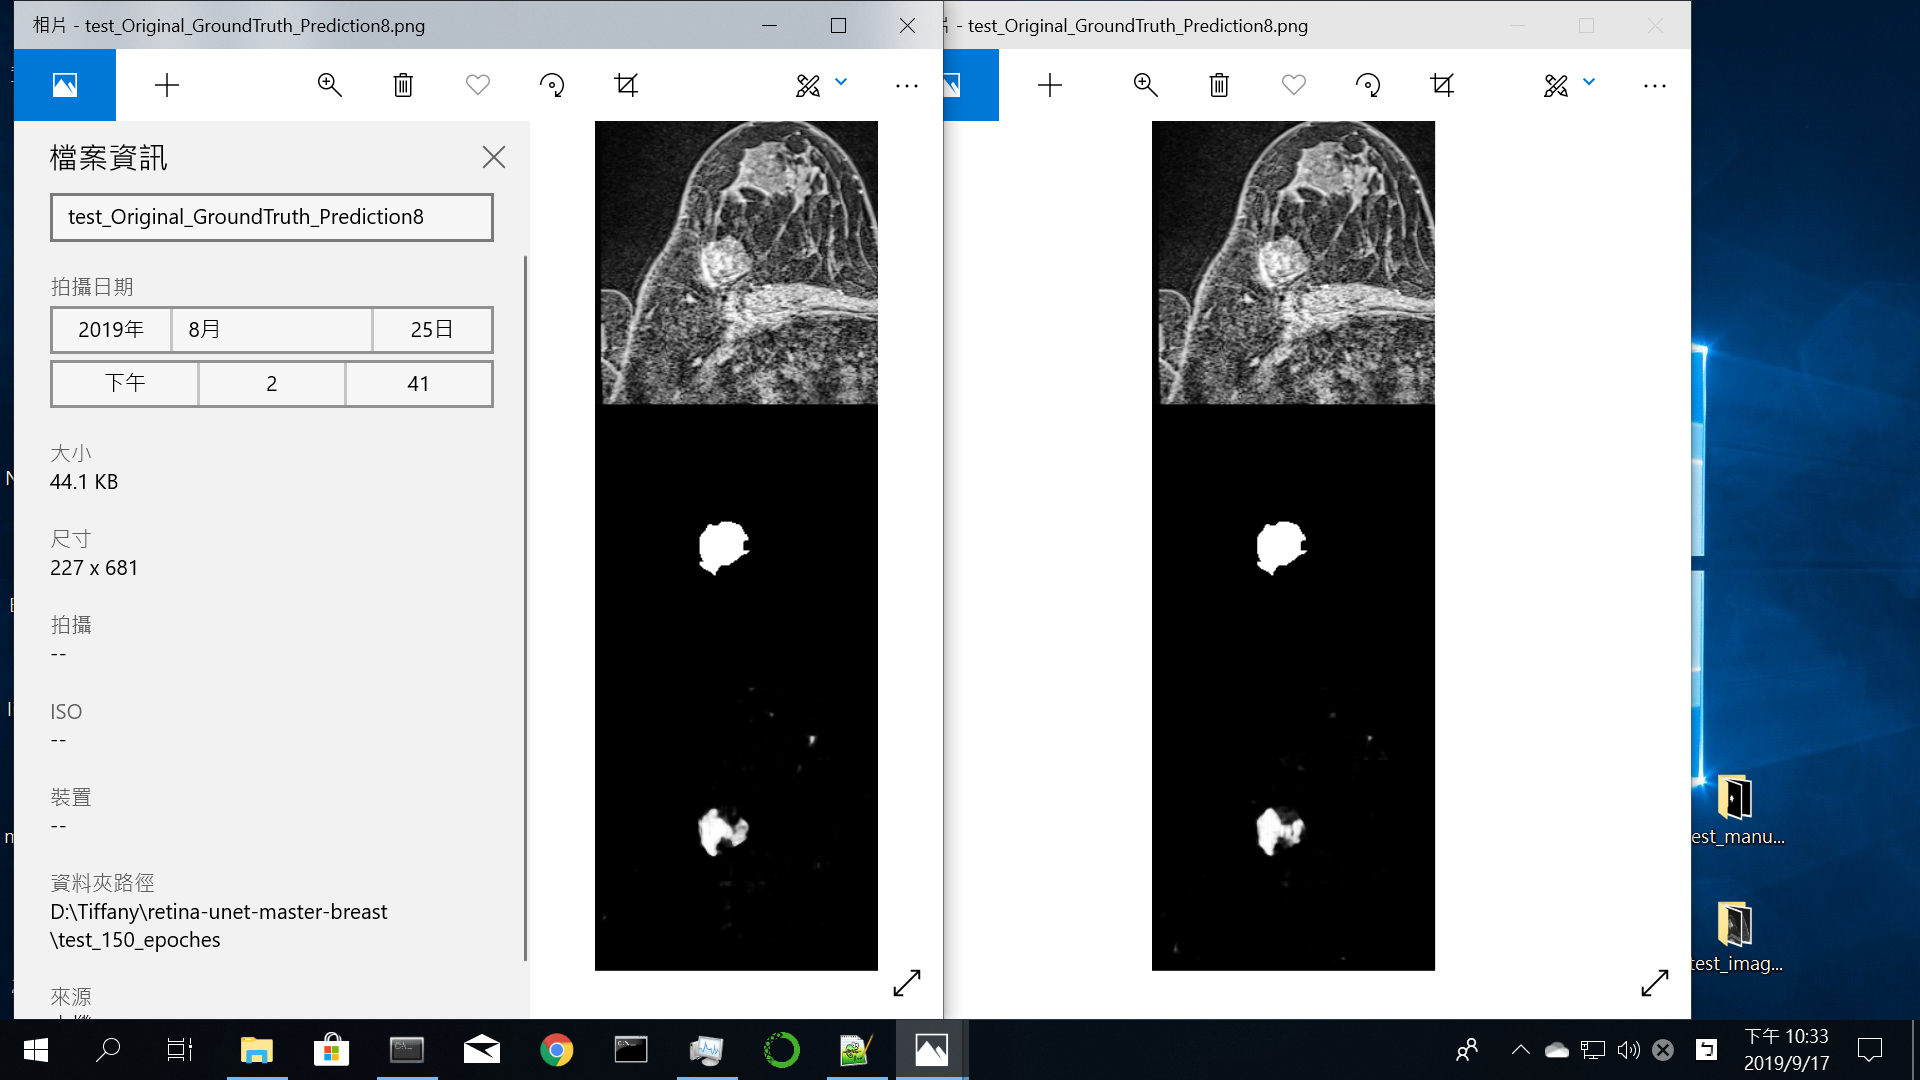 相片 - test_Original_GroundTruth_Prediction8.png
- test_Original_GroundTruth_Prediction8.png
檔案資訊
test_Original_GroundTruth_Prediction8
拍攝日期
2019年 8月 25日
下午 2 41
大小
44.1 KB
尺寸
227 x 681
拍攝
--
ISO
--
裝置
--
資料夾路徑
D:\Tiffany\retina-unet-master-breast
\test_150_epoches
來源
est_manu...
test_imag...
下午 10:33
2019/9/17